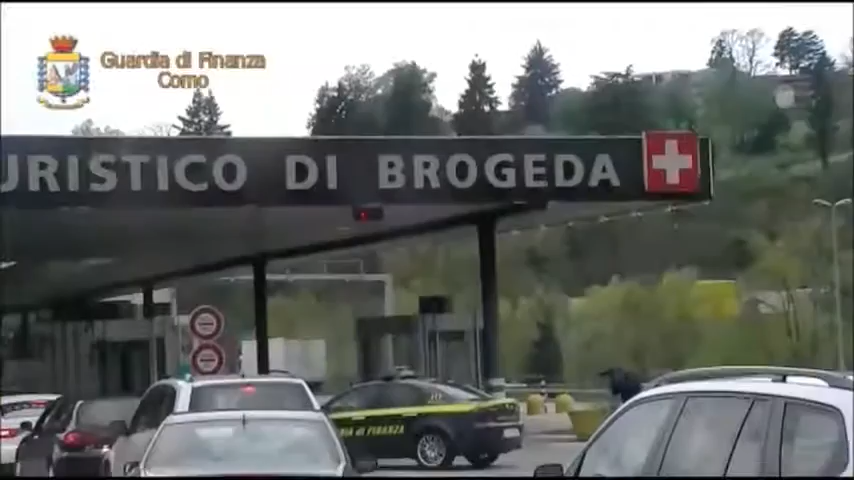 Guardia di Finanza
Como
URISTICO DI BROGEDA
DI FINANZA